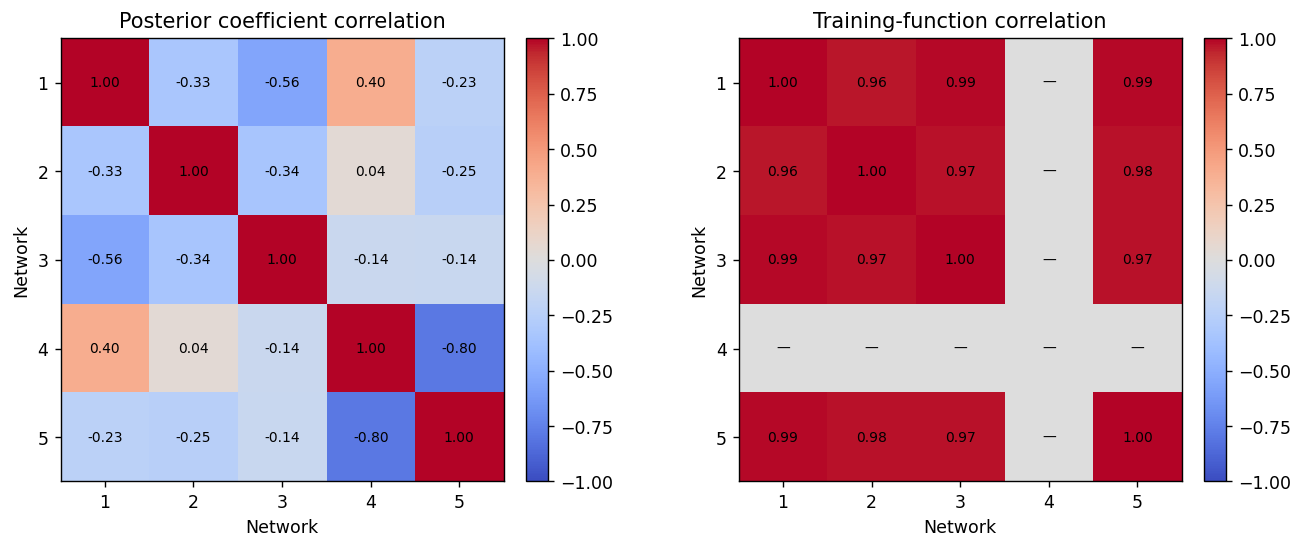 Posterior coefficient correlation
1.00 -0.33 -0.56 0.40 -0.23
-0.33 1.00 -0.34 0.04 -0.25
-0.56 -0.34 1.00 -0.14 -0.14
0.40 0.04 -0.14 1.00 -0.80
-0.23 -0.25 -0.14 -0.80 1.00
1
2
3
4
5
Network
1 2 3 4 5
Network
1.00
0.75
0.50
0.25
0.00
−0.25
−0.50
−0.75
−1.00
Training-function correlation
1.00 0.96 0.99 — 0.99
0.96 1.00 0.97 — 0.98
0.99 0.97 1.00 — 0.97
— — — — —
0.99 0.98 0.97 — 1.00
1
2
3
4
5
Network
1 2 3 4 5
Network
1.00
0.75
0.50
0.25
0.00
−0.25
−0.50
−0.75
−1.00